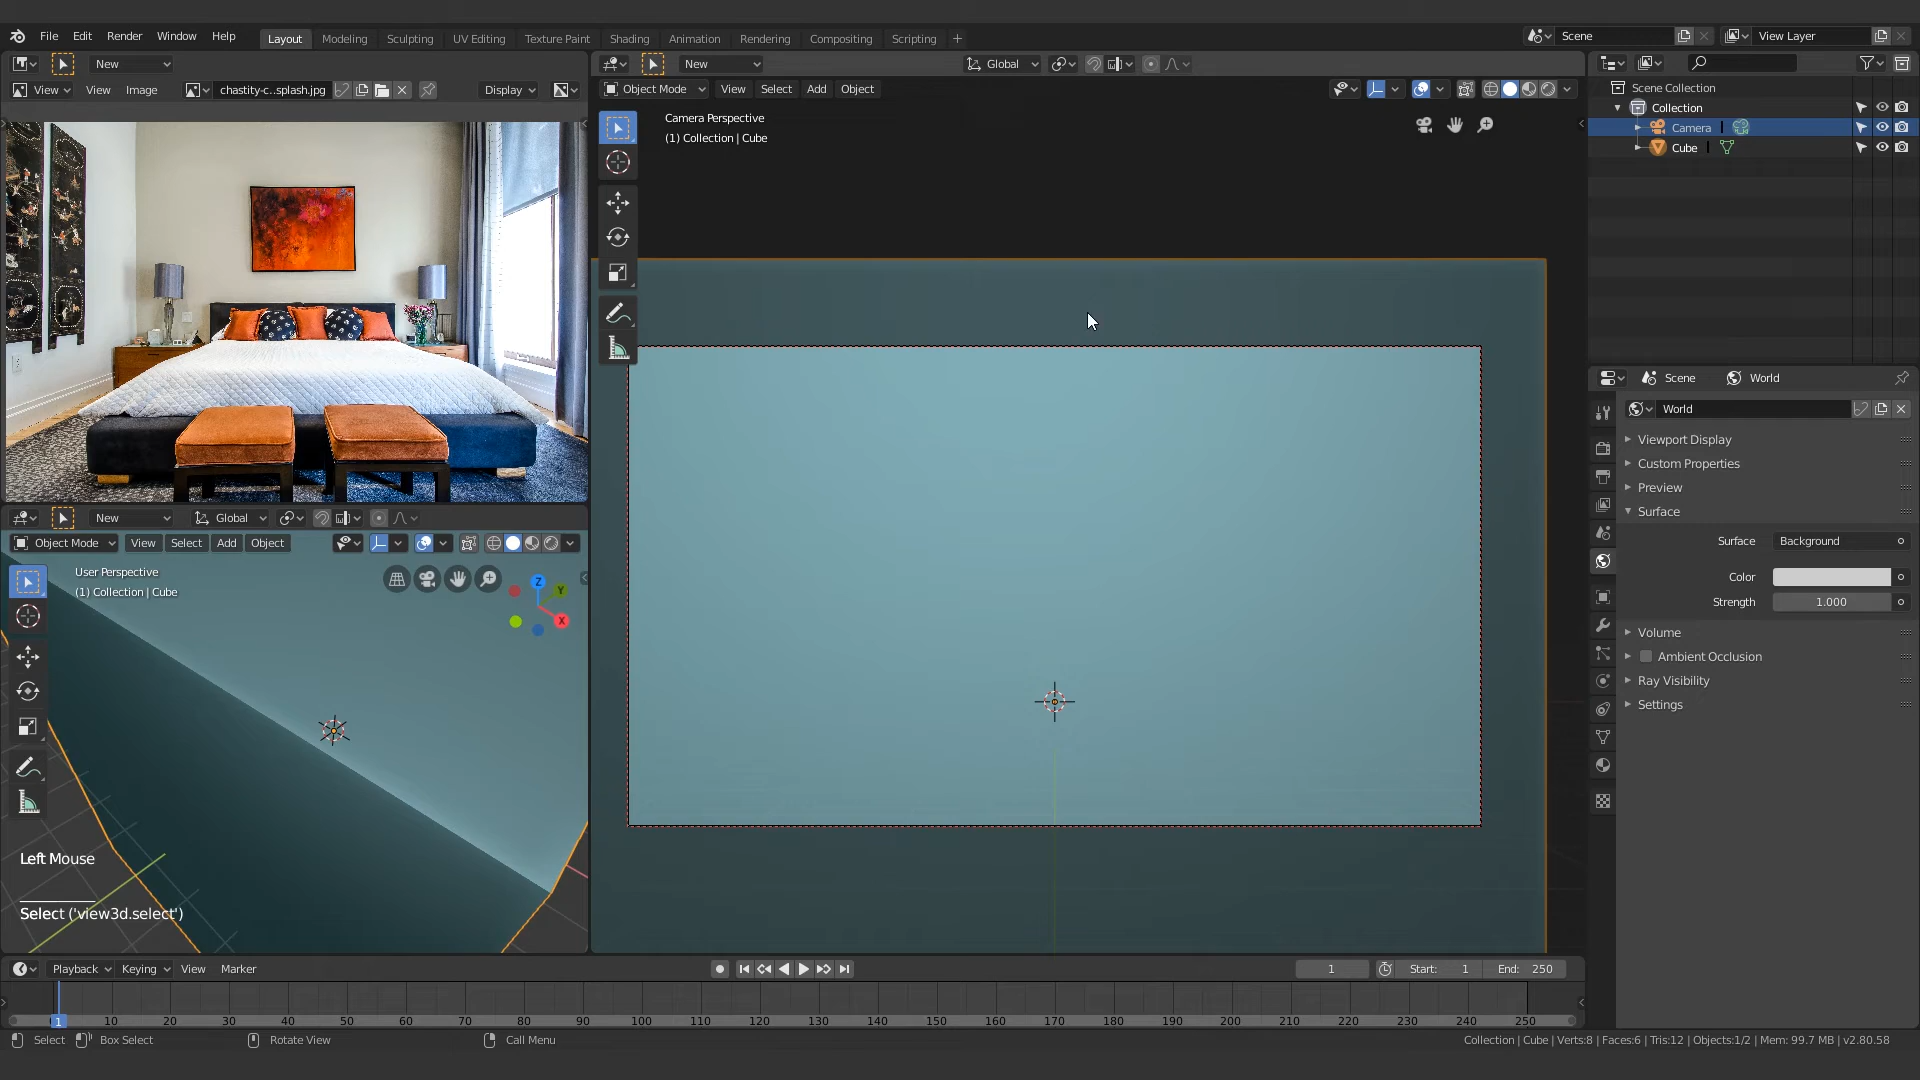 File Edit Render Window Help
Layout Modeling Sculpting UV Editing Texture Paint Shading Animation Rendering Compositing Scripting +
Scene
View Layer
New
New
Global
View View Image chastity-c..splash.jpg Display
Object Mode View Select Add Object
Camera Perspective
(1) Collection | Cube
Scene Collection
Collection
Camera
Cube
Scene World
World
Viewport Display
Custom Properties
Preview
Surface
Surface Background
Color
Strength 1.000
Volume
Ambient Occlusion
Ray Visibility
Settings
New Global
Object Mode View Select Add Object
User Perspective
(1) Collection | Cube
Z
Y
X
Left Mouse
Select ('view3d.select')
Playback Keying View Marker
1 Start: 1 End: 250
1 10 20 30 40 50 60 70 80 90 100 110 120 130 140 150 160 170 180 190 200 210 220 230 240 250
Select Box Select Rotate View Call Menu
Collection | Cube | Verts:8 | Faces:6 | Tris:12 | Objects:1/2 | Mem: 99.7 MB | v2.80.58